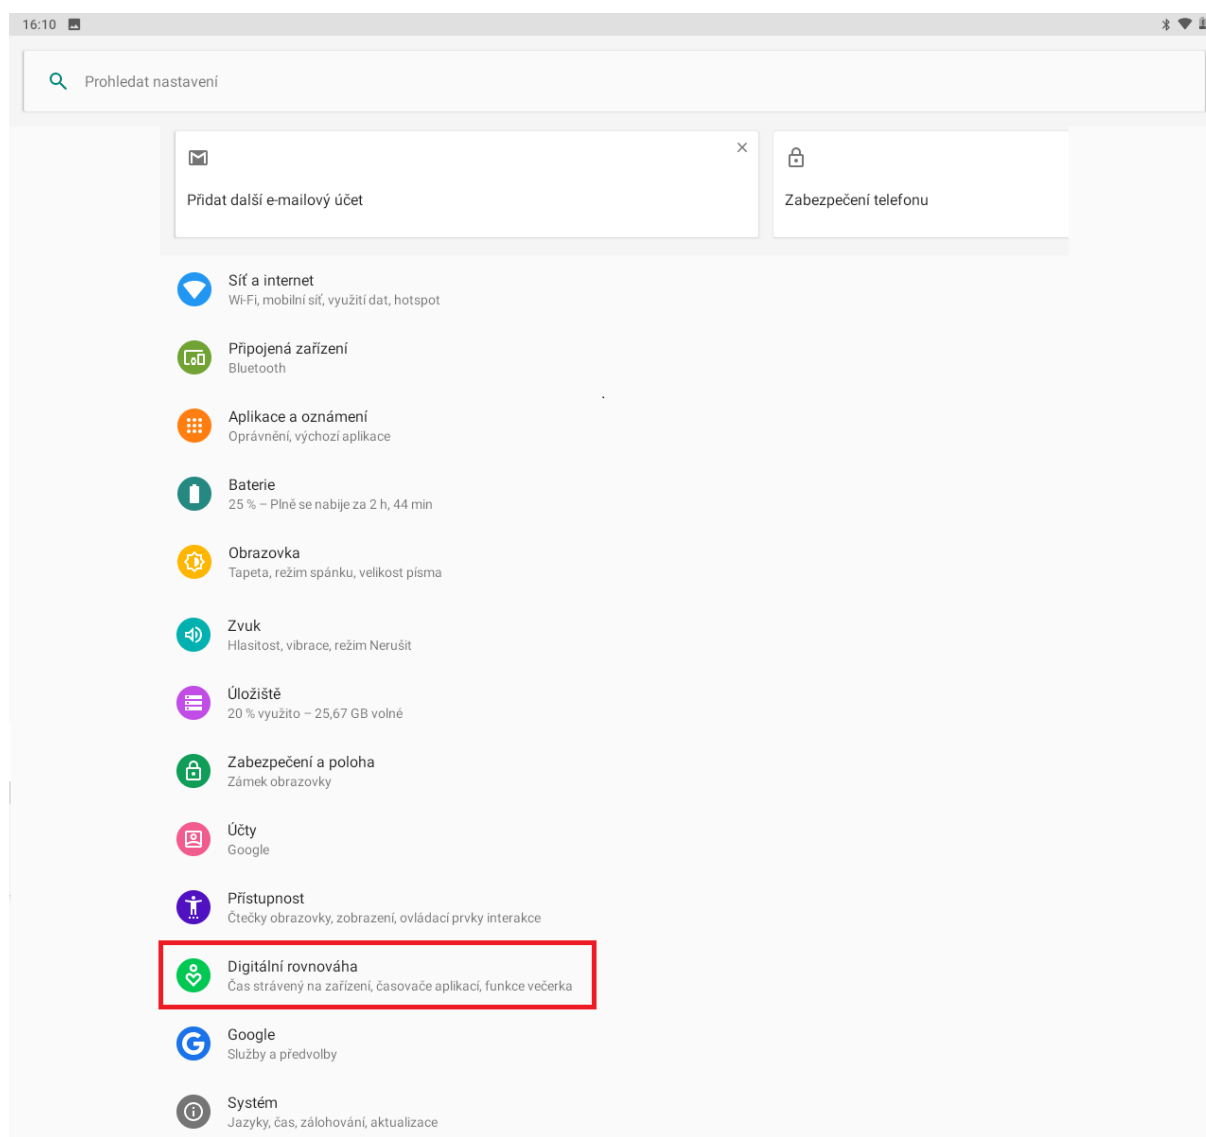 16:10
Prohledat nastavení
Přidat další e-mailový účet
Zabezpečení telefonu
Síť a internet
Wi-Fi, mobilní síť, využití dat, hotspot
Připojená zařízení
Bluetooth
Aplikace a oznámení
Oprávnění, výchozí aplikace
Baterie
25 % – Plně se nabije za 2 h, 44 min
Obrazovka
Tapeta, režim spánku, velikost písma
Zvuk
Hlasitost, vibrace, režim Nerušit
Úložiště
20 % využito – 25,67 GB volné
Zabezpečení a poloha
Zámek obrazovky
Účty
Google
Přístupnost
Čtečky obrazovky, zobrazení, ovládací prvky interakce
Digitální rovnováha
Čas strávený na zařízení, časovače aplikací, funkce večerka
Google
Služby a předvolby
Systém
Jazyky, čas, zálohování, aktualizace